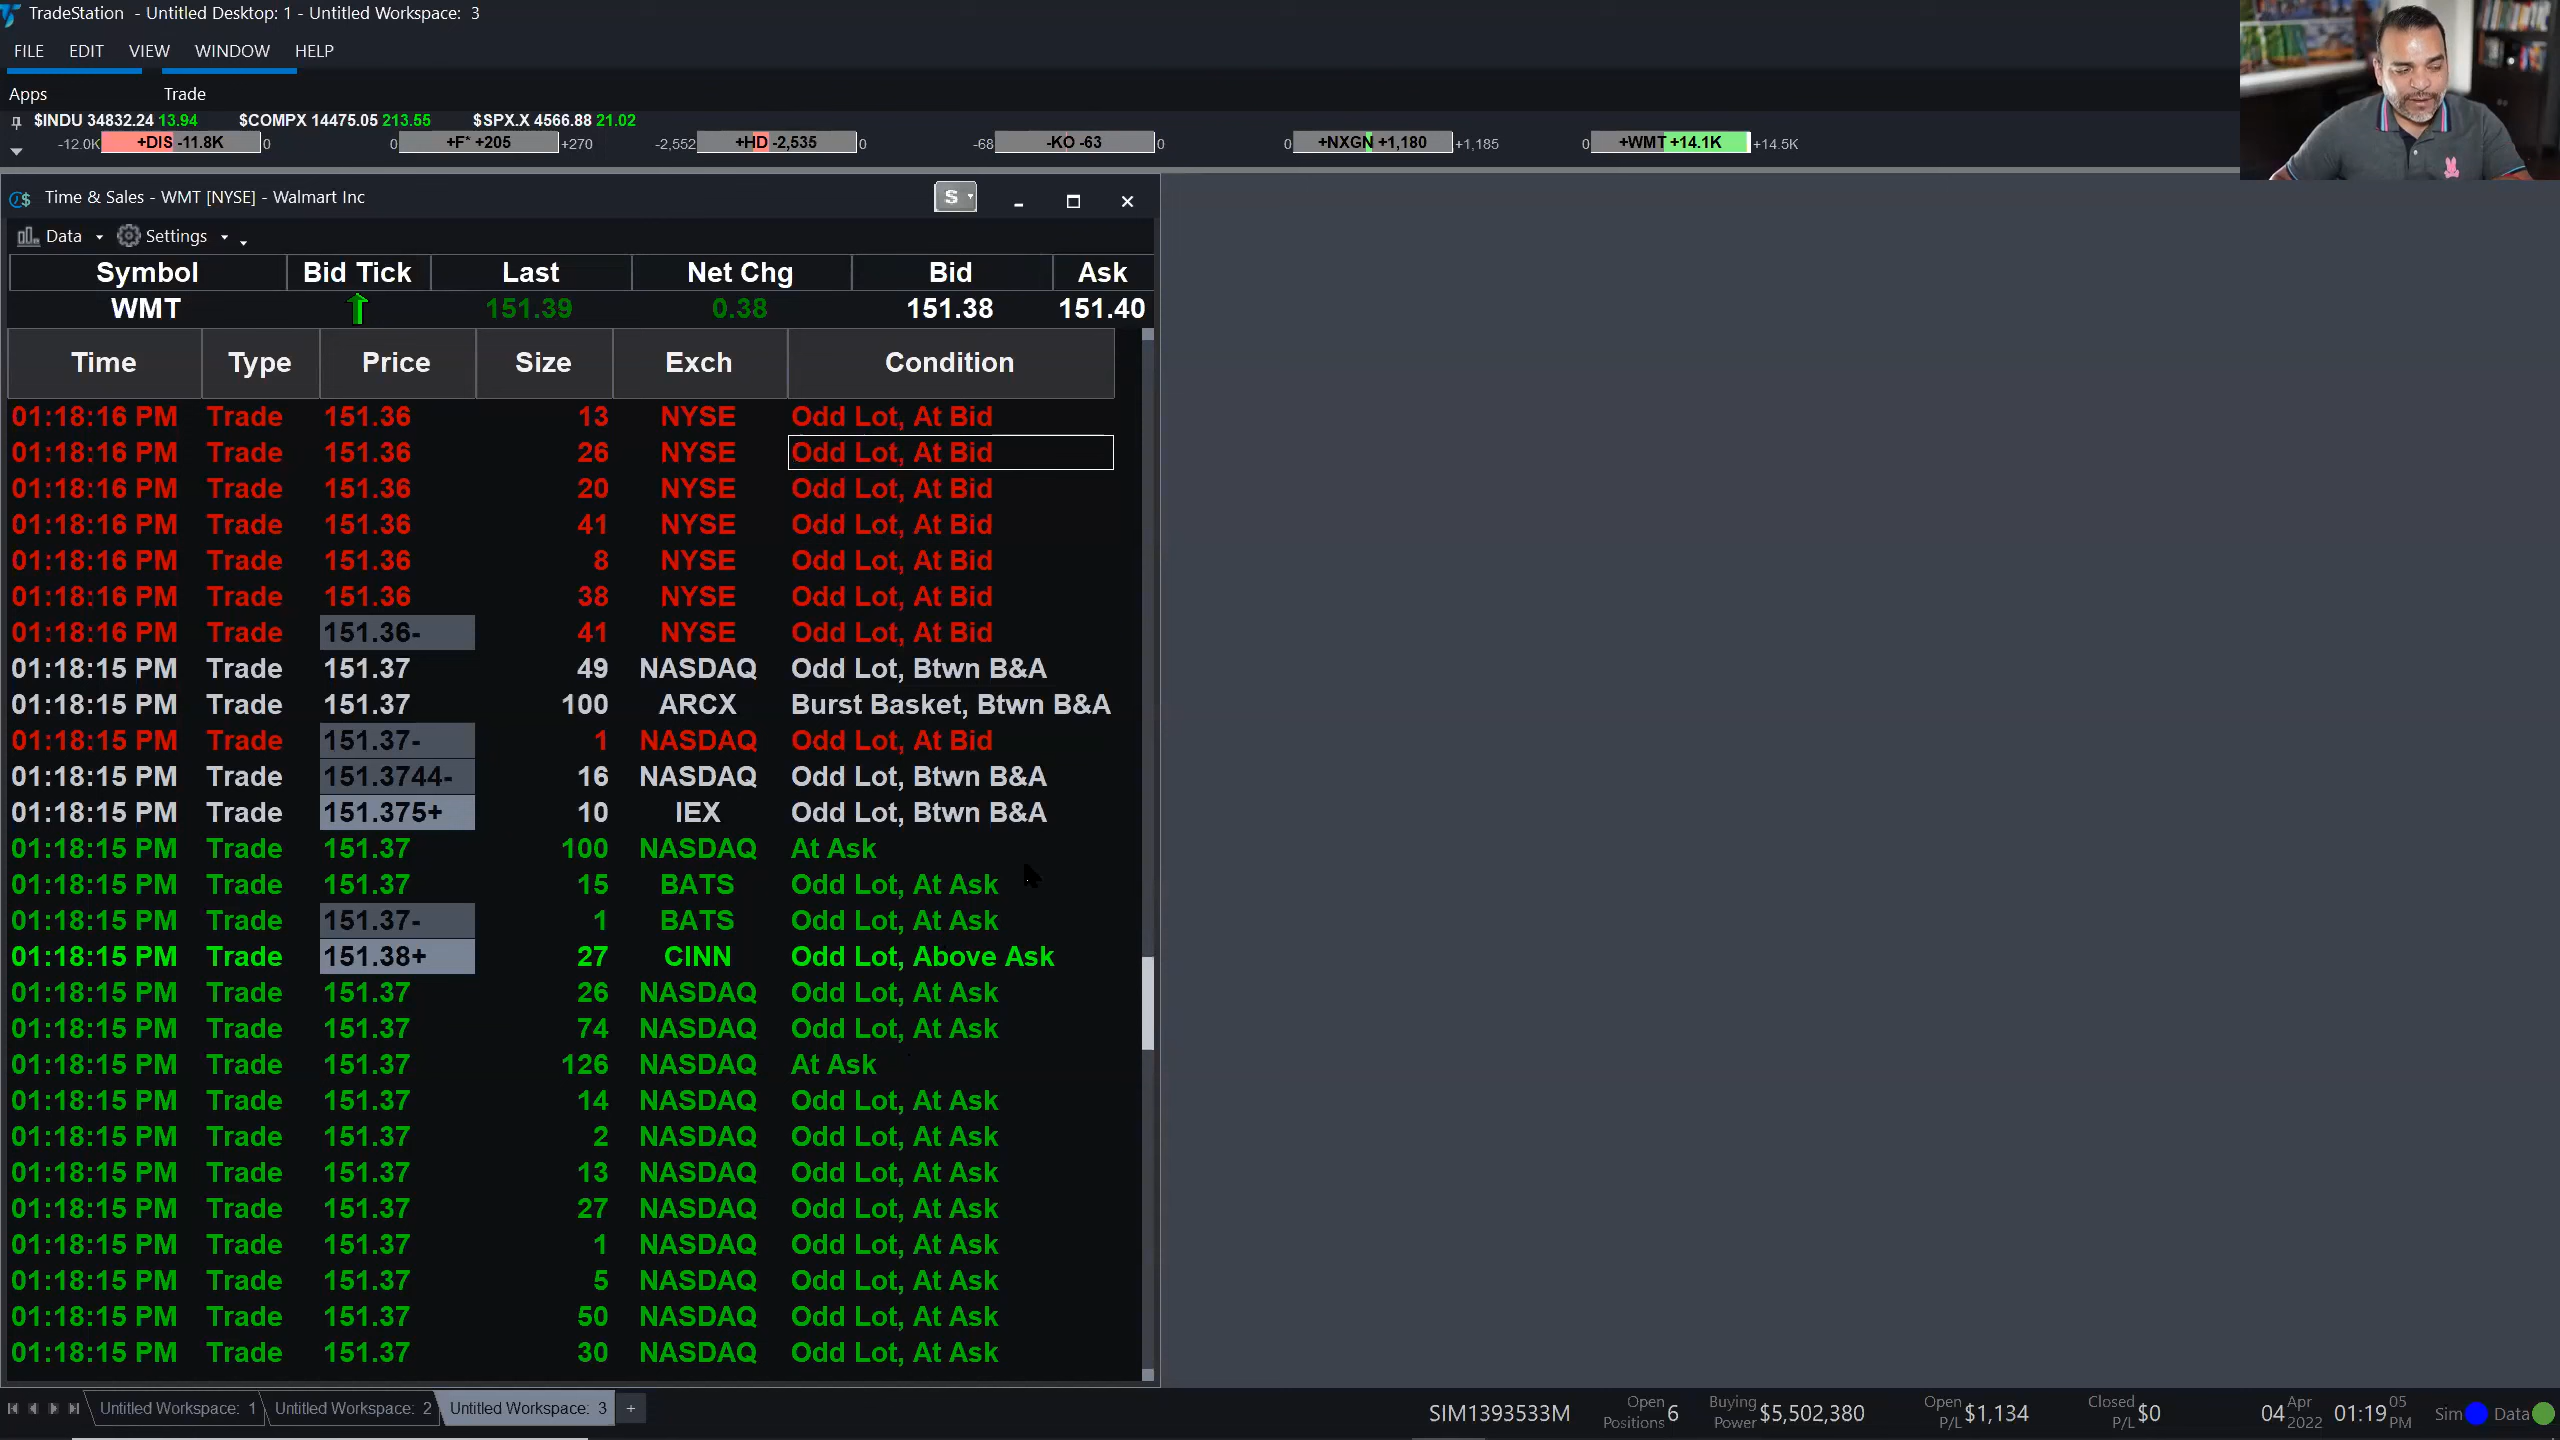 TradeStation - Untitled Desktop: 1 - Untitled Workspace: 3
FILE EDIT VIEW WINDOW HELP
Apps Trade
$INDU 34832.24 13.94 $COMPX 14475.05 213.55 $SPX.X 4566.88 21.02
-12.0K +DIS -11.8K 0 0 +F* +205 +270 -2,552 +HD -2,535 0 -68 -KO -63 0 0 +NXGN +1,180 +1,185 0 +WMT +14.1K +14.5K
Time & Sales - WMT [NYSE] - Walmart Inc S
Data Settings
Symbol Bid Tick Last Net Chg Bid Ask
WMT 151.39 0.38 151.38 151.40
Time Type Price Size Exch Condition
01:18:16 PM Trade 151.36 13 NYSE Odd Lot, At Bid
01:18:16 PM Trade 151.36 26 NYSE Odd Lot, At Bid
01:18:16 PM Trade 151.36 20 NYSE Odd Lot, At Bid
01:18:16 PM Trade 151.36 41 NYSE Odd Lot, At Bid
01:18:16 PM Trade 151.36 8 NYSE Odd Lot, At Bid
01:18:16 PM Trade 151.36 38 NYSE Odd Lot, At Bid
01:18:16 PM Trade 151.36- 41 NYSE Odd Lot, At Bid
01:18:15 PM Trade 151.37 49 NASDAQ Odd Lot, Btwn B&A
01:18:15 PM Trade 151.37 100 ARCX Burst Basket, Btwn B&A
01:18:15 PM Trade 151.37- 1 NASDAQ Odd Lot, At Bid
01:18:15 PM Trade 151.3744- 16 NASDAQ Odd Lot, Btwn B&A
01:18:15 PM Trade 151.375+ 10 IEX Odd Lot, Btwn B&A
01:18:15 PM Trade 151.37 100 NASDAQ At Ask
01:18:15 PM Trade 151.37 15 BATS Odd Lot, At Ask
01:18:15 PM Trade 151.37- 1 BATS Odd Lot, At Ask
01:18:15 PM Trade 151.38+ 27 CINN Odd Lot, Above Ask
01:18:15 PM Trade 151.37 26 NASDAQ Odd Lot, At Ask
01:18:15 PM Trade 151.37 74 NASDAQ Odd Lot, At Ask
01:18:15 PM Trade 151.37 126 NASDAQ At Ask
01:18:15 PM Trade 151.37 14 NASDAQ Odd Lot, At Ask
01:18:15 PM Trade 151.37 2 NASDAQ Odd Lot, At Ask
01:18:15 PM Trade 151.37 13 NASDAQ Odd Lot, At Ask
01:18:15 PM Trade 151.37 27 NASDAQ Odd Lot, At Ask
01:18:15 PM Trade 151.37 1 NASDAQ Odd Lot, At Ask
01:18:15 PM Trade 151.37 5 NASDAQ Odd Lot, At Ask
01:18:15 PM Trade 151.37 50 NASDAQ Odd Lot, At Ask
01:18:15 PM Trade 151.37 30 NASDAQ Odd Lot, At Ask
Untitled Workspace: 1 Untitled Workspace: 2 Untitled Workspace: 3 + SIM1393533M Open Positions 6 Buying Power $5,502,380 Open P/L $1,134 Closed P/L $0 04 Apr 2022 01:19 05 PM Sim Data